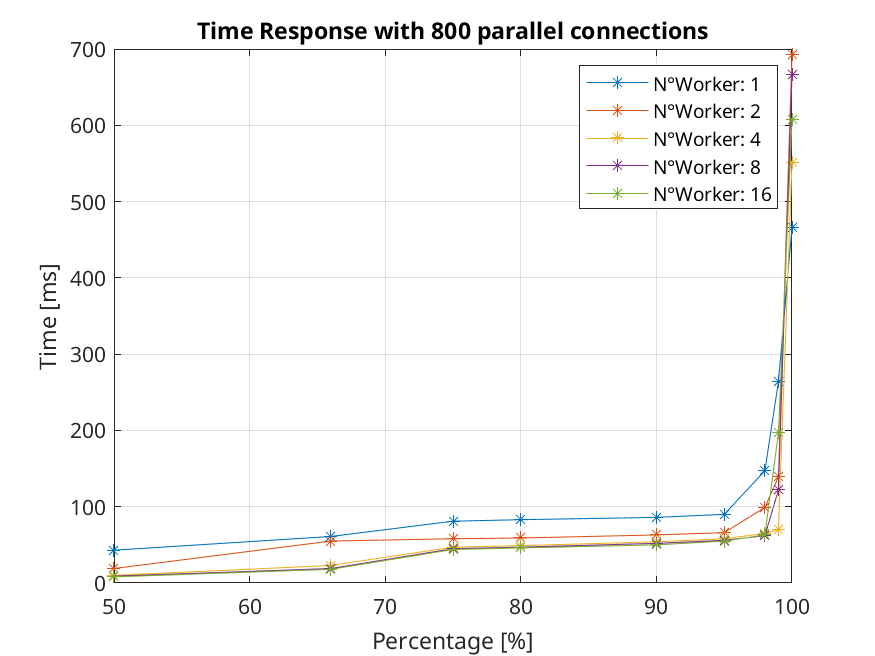 Time Response with 800 parallel connections
700
600
500
400
300
200
100
0
Time [ms]
N°Worker: 1
N°Worker: 2
N°Worker: 4
N°Worker: 8
N°Worker: 16
50
60
70
80
90
100
Percentage [%]